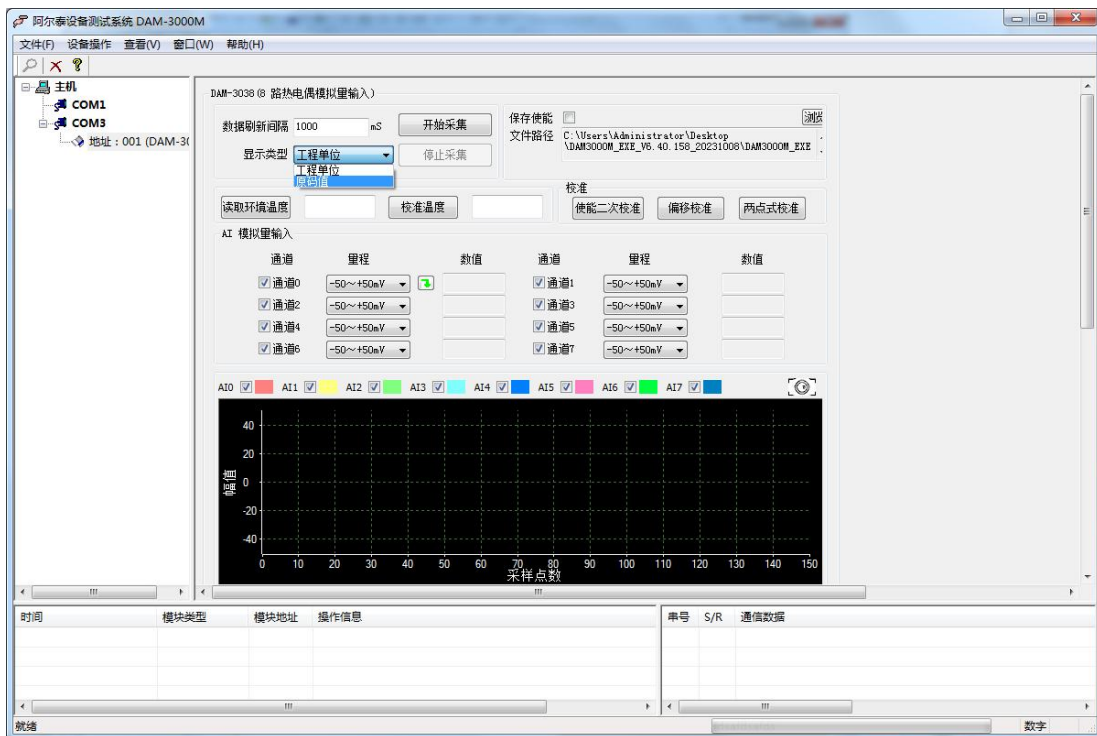 阿尔泰设备测试系统 DAM-3000M
文件(F) 设备操作 查看(V) 窗口(W) 帮助(H)
主机
COM1
COM3
地址：001 (DAM-3(
DAM-3038(8 路热电偶模拟量输入)
数据刷新间隔 1000 mS 开始采集
显示类型 工程单位 停止采集
工程单位
原码值
保存使能 浏览
文件路径 C:\Users\Administrator\Desktop
\DAM3000M_EXE_V6.40.158_20231008\DAM3000M_EXE
读取环境温度 校准温度
校准
使能二次校准 偏移校准 两点式校准
AI 模拟量输入
通道 量程 数值 通道 量程 数值
通道0 -50～+50mV 通道1 -50～+50mV
通道2 -50～+50mV 通道3 -50～+50mV
通道4 -50～+50mV 通道5 -50～+50mV
通道6 -50～+50mV 通道7 -50～+50mV
AI0 AI1 AI2 AI3 AI4 AI5 AI6 AI7
40
20
0
-20
-40
幅值
0 10 20 30 40 50 60 70 80 90 100 110 120 130 140 150
采样点数
时间 模块类型 模块地址 操作信息
串号 S/R 通信数据
就绪 数字